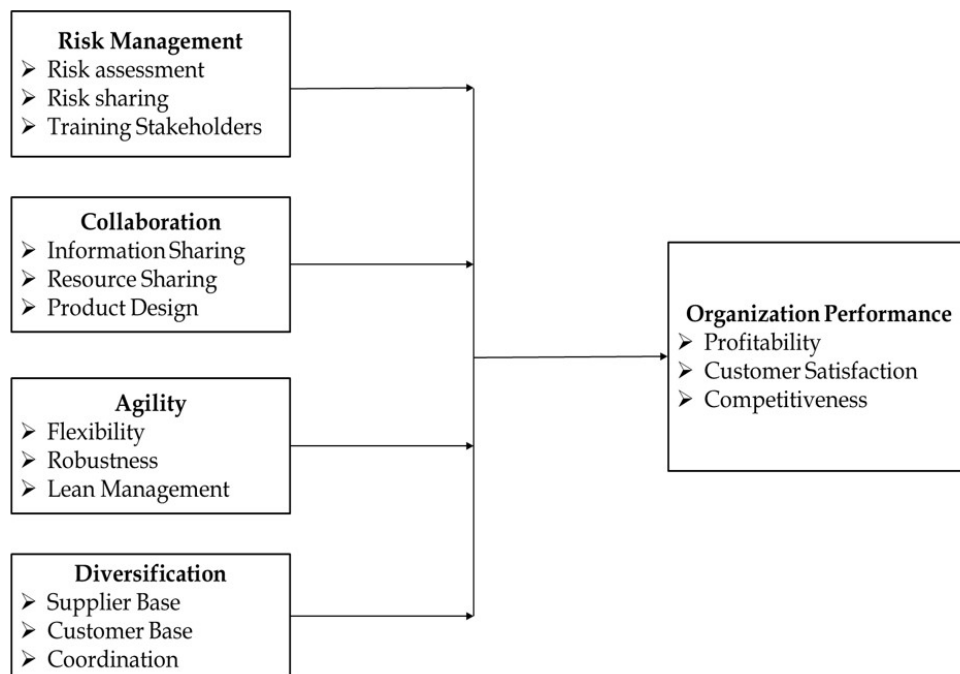 Risk Management
➢ Risk assessment
➢ Risk sharing
➢ Training Stakeholders
Collaboration
➢ Information Sharing
➢ Resource Sharing
➢ Product Design
Agility
➢ Flexibility
➢ Robustness
➢ Lean Management
Diversification
➢ Supplier Base
➢ Customer Base
➢ Coordination
Organization Performance
➢ Profitability
➢ Customer Satisfaction
➢ Competitiveness